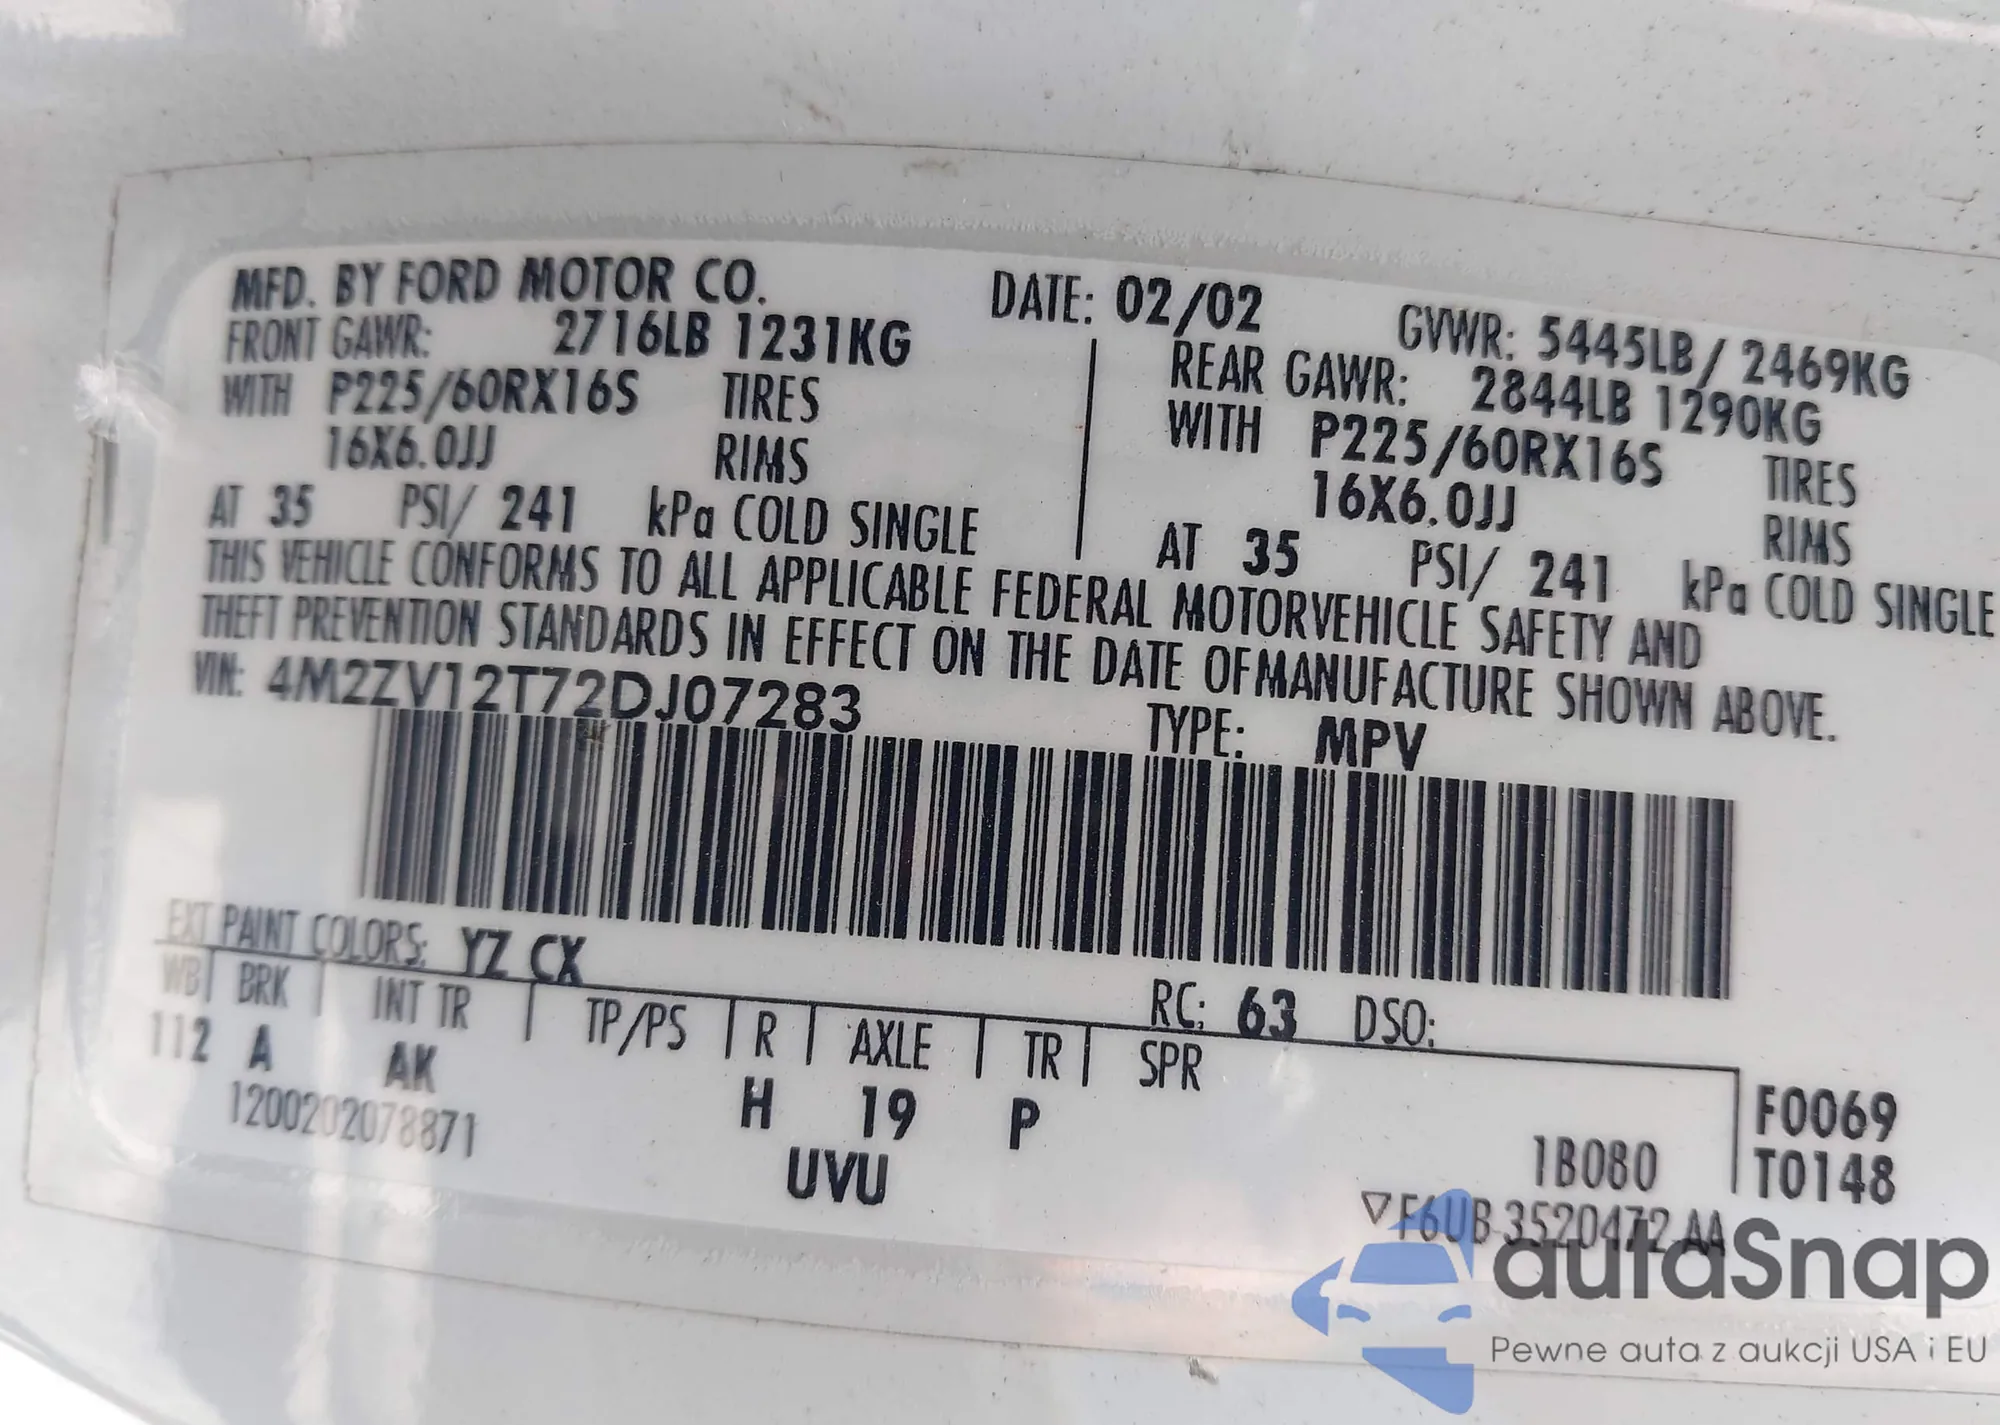 MFD. BY FORD MOTOR CO. DATE: 02/02 GVWR: 5445LB/ 2469KG
FRONT GAWR: 2716LB 1231KG REAR GAWR: 2844LB 1290KG
WITH P225/60RX16S TIRES WITH P225/60RX16S TIRES
16X6.0JJ RIMS 16X6.0JJ RIMS
AT 35 PSI/ 241 kPa COLD SINGLE AT 35 PSI/ 241 kPa COLD SINGLE
THIS VEHICLE CONFORMS TO ALL APPLICABLE FEDERAL MOTORVEHICLE SAFETY AND
THEFT PREVENTION STANDARDS IN EFFECT ON THE DATE OFMANUFACTURE SHOWN ABOVE.
VIN: 4M2ZV12T72DJ07283 TYPE: MPV
EXT PAINT COLORS: YZ CX RC: 63 DSO:
WB BRK INT TR TP/PS R AXLE TR SPR F0069
112 A AK H 19 P T0148
1200202078871 UVU 1B080
F6UB-3520472-AA
autoSnap
Pewne auta z aukcji USA i EU